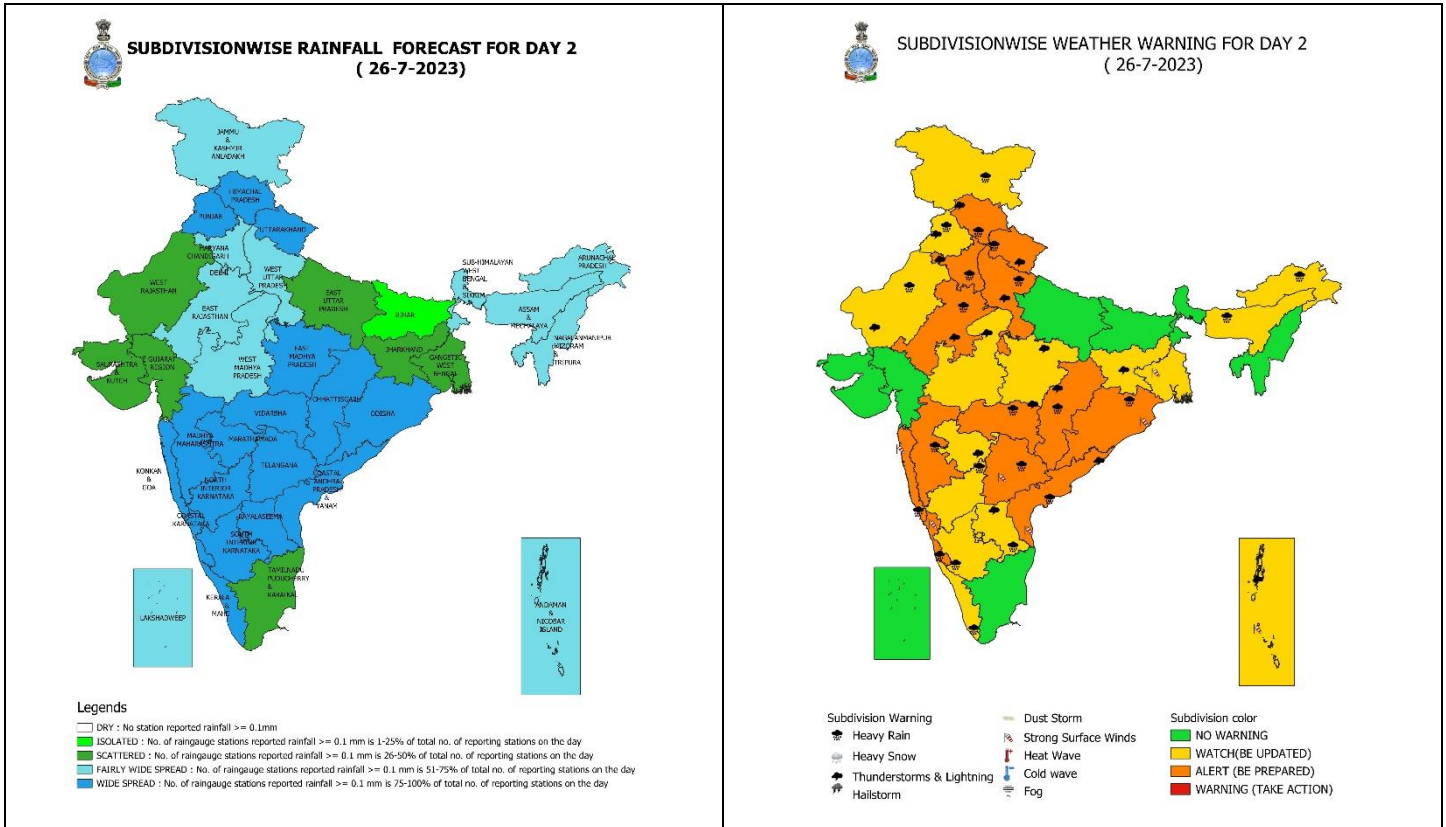 SUBDIVISIONWISE RAINFALL FORECAST FOR DAY 2
( 26-7-2023)
JAMMU
&
KASHMIR
ANLADAKH
HIMACHAL
PRADESH
PUNJAB
UTTARAKHAND
HARYANA
CHANDIGARH
DELHI
WEST
UTTAR
PRADESH
WEST
RAJASTHAN
EAST
RAJASTHAN
EAST
UTTAR
PRADESH
BIHAR
SUB-HIMALAYAN
WEST
BENGAL
&
SIKKIM
ARUNACHAL
PRADESH
ASSAM
&
MEGHALAYA
&
TRIPURA
SAURASHTRA
&
KUTCH
GUJARAT
REGION
WEST
MADHYA
PRADESH
EAST
MADHYA
PRADESH
JHARKHAND
GANGETIC
WEST
BENGAL
CHHATTISGARH
ODISHA
VIDARBHA
MADHYA
MAHARASHTRA
MARATHAWADA
TELANGANA
KONKAN
&
GOA
NORTH
INTERIOR
KARNATAKA
COASTAL
ANDHRA
PRADESH
&
YANAM
COASTAL
KARNATAKA
RAYALASEEMA
SOUTH
INTERIOR
KARNATAKA
TAMILNADU
PUDUCHERRY
&
KARAIKAL
KERALA
&
MAHE
LAKSHADWEEP
ANDAMAN
&
NICOBAR
ISLAND
Legends
DRY : No station reported rainfall >= 0.1mm
ISOLATED : No. of raingauge stations reported rainfall >= 0.1 mm is 1-25% of total no. of reporting stations on the day
SCATTERED : No. of raingauge stations reported rainfall >= 0.1 mm is 26-50% of total no. of reporting stations on the day
FAIRLY WIDE SPREAD : No. of raingauge stations reported rainfall >= 0.1 mm is 51-75% of total no. of reporting stations on the day
WIDE SPREAD : No. of raingauge stations reported rainfall >= 0.1 mm is 75-100% of total no. of reporting stations on the day
SUBDIVISIONWISE WEATHER WARNING FOR DAY 2
( 26-7-2023)
Subdivision Warning
Heavy Rain
Heavy Snow
Thunderstorms & Lightning
Hailstorm
Dust Storm
Strong Surface Winds
Heat Wave
Cold wave
Fog
Subdivision color
NO WARNING
WATCH(BE UPDATED)
ALERT (BE PREPARED)
WARNING (TAKE ACTION)